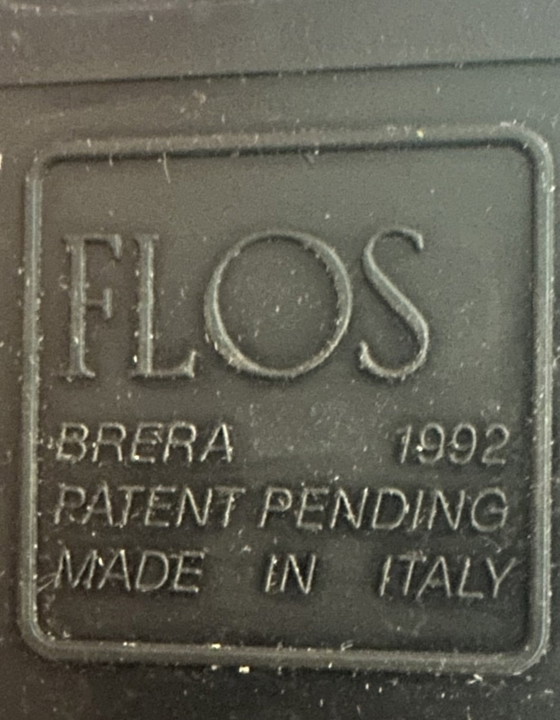 FLOS
BRERA 1992
PATENT PENDING
MADE IN ITALY